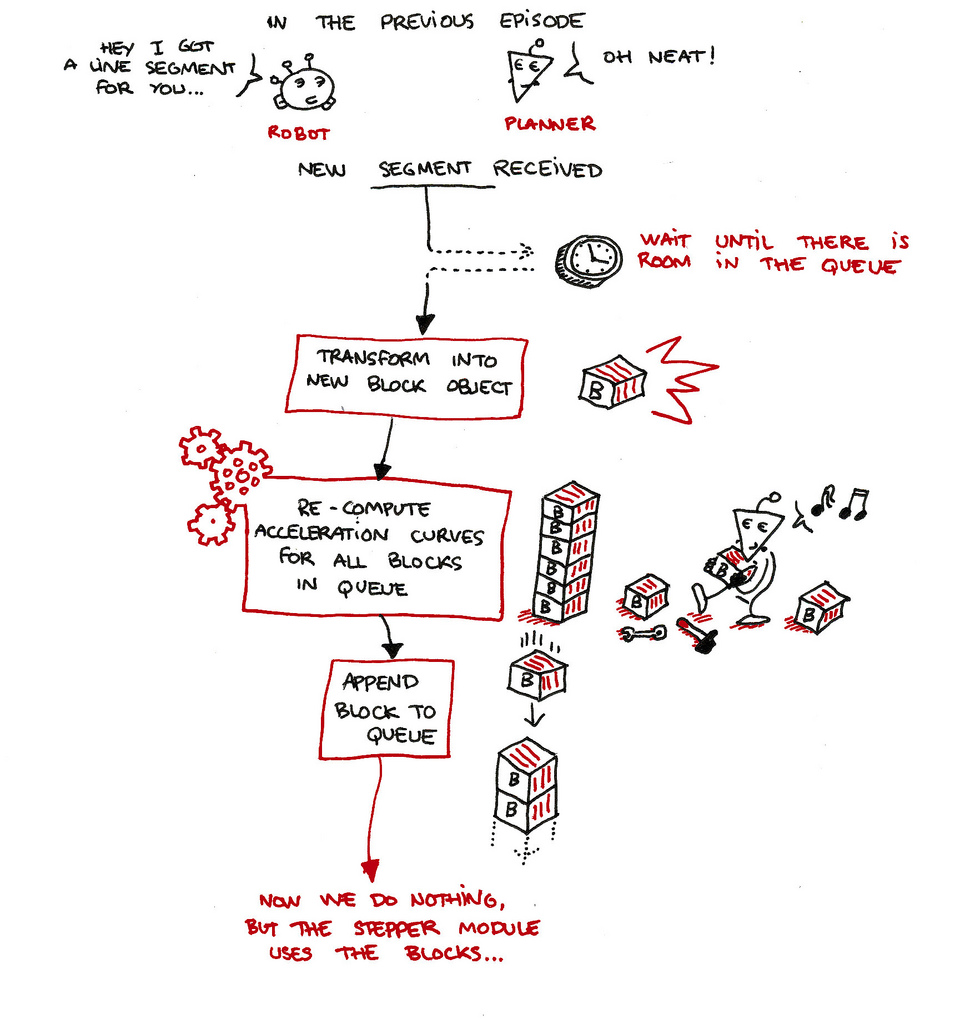 IN THE PREVIOUS EPISODE
HEY I GOT
A LINE SEGMENT
FOR YOU...
OH NEAT!
ROBOT
PLANNER
NEW SEGMENT RECEIVED
WAIT UNTIL THERE IS
ROOM IN THE QUEUE
TRANSFORM INTO
NEW BLOCK OBJECT
B
RE-COMPUTE
ACCELERATION CURVES
FOR ALL BLOCKS
IN QUEUE
B
B
B
B
B
B
B
B
B
APPEND
BLOCK TO
QUEUE
B
B
B
NOW WE DO NOTHING,
BUT THE STEPPER MODULE
USES THE BLOCKS...